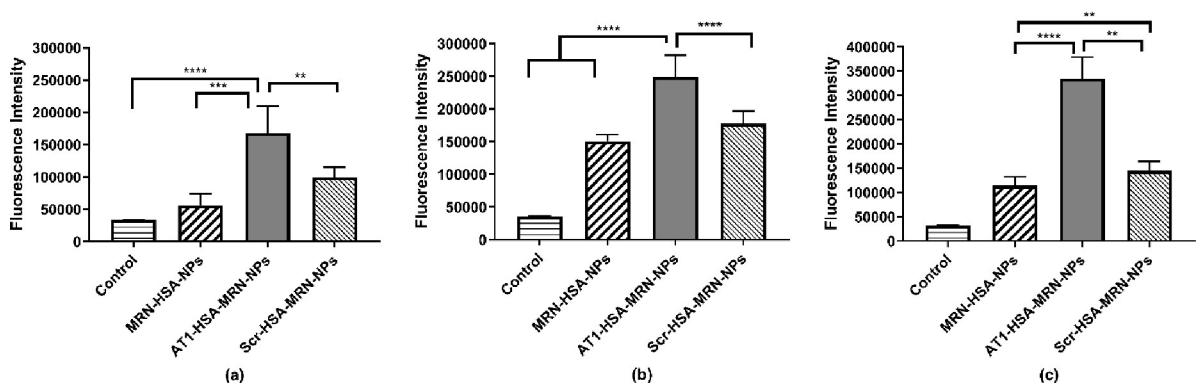 ****
**
***
Fluorescence Intensity
300000
250000
200000
150000
100000
50000
0
Control
MRN-HSA-NPs
AT1-HSA-MRN-NPs
Scr-HSA-MRN-NPs
(a)
****
****
Fluorescence Intensity
300000
250000
200000
150000
100000
50000
0
Control
MRN-HSA-NPs
AT1-HSA-MRN-NPs
Scr-HSA-MRN-NPs
(b)
**
****
**
Fluorescence Intensity
400000
350000
300000
250000
200000
150000
100000
50000
0
Control
MRN-HSA-NPs
AT1-HSA-MRN-NPs
Scr-HSA-MRN-NPs
(c)